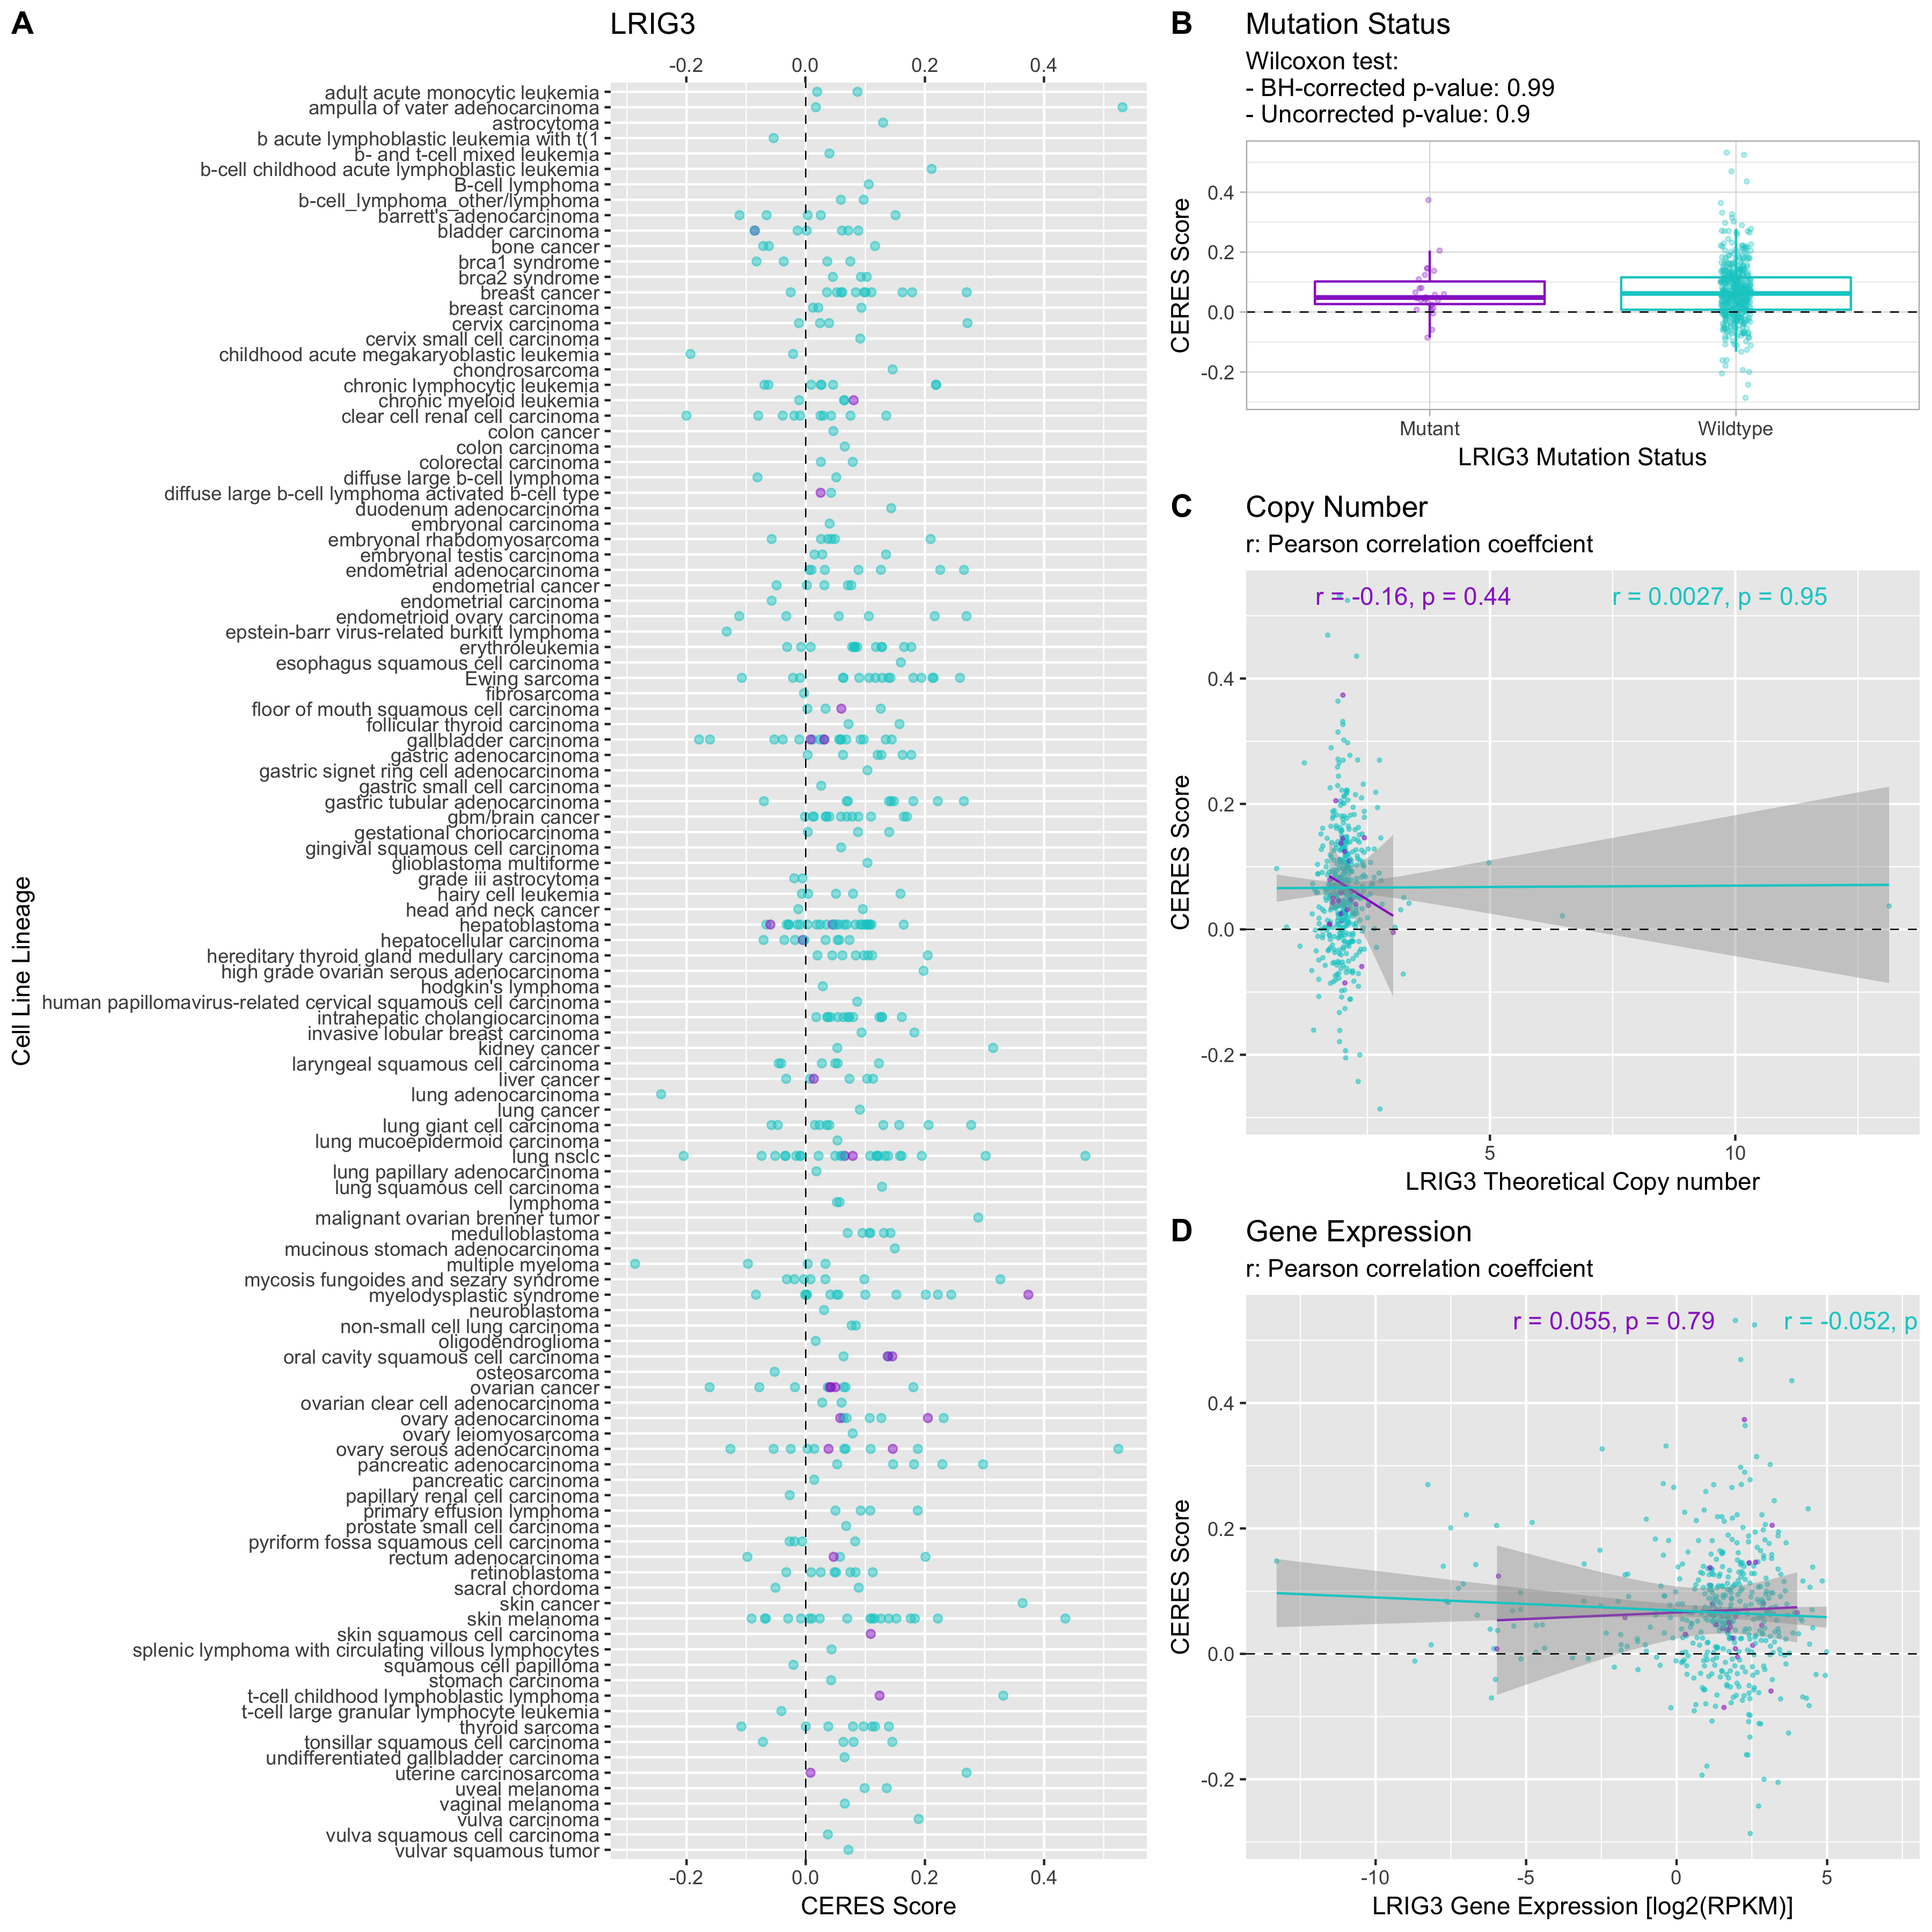 A
LRIG3
-0.2 0.0 0.2 0.4
adult acute monocytic leukemia
ampulla of vater adenocarcinoma
astrocytoma
b acute lymphoblastic leukemia with t(1
b- and t-cell mixed leukemia
b-cell childhood acute lymphoblastic leukemia
B-cell lymphoma
b-cell_lymphoma_other/lymphoma
barrett's adenocarcinoma
bladder carcinoma
bone cancer
brca1 syndrome
brca2 syndrome
breast cancer
breast carcinoma
cervix carcinoma
cervix small cell carcinoma
childhood acute megakaryoblastic leukemia
chondrosarcoma
chronic lymphocytic leukemia
chronic myeloid leukemia
clear cell renal cell carcinoma
colon cancer
colon carcinoma
colorectal carcinoma
diffuse large b-cell lymphoma
diffuse large b-cell lymphoma activated b-cell type
duodenum adenocarcinoma
embryonal carcinoma
embryonal rhabdomyosarcoma
embryonal testis carcinoma
endometrial adenocarcinoma
endometrial cancer
endometrial carcinoma
endometrioid ovary carcinoma
epstein-barr virus-related burkitt lymphoma
erythroleukemia
esophagus squamous cell carcinoma
Ewing sarcoma
fibrosarcoma
floor of mouth squamous cell carcinoma
follicular thyroid carcinoma
gallbladder carcinoma
gastric adenocarcinoma
gastric signet ring cell adenocarcinoma
gastric small cell carcinoma
gastric tubular adenocarcinoma
gbm/brain cancer
gestational choriocarcinoma
gingival squamous cell carcinoma
glioblastoma multiforme
grade iii astrocytoma
hairy cell leukemia
head and neck cancer
hepatoblastoma
hepatocellular carcinoma
hereditary thyroid gland medullary carcinoma
high grade ovarian serous adenocarcinoma
hodgkin's lymphoma
human papillomavirus-related cervical squamous cell carcinoma
intrahepatic cholangiocarcinoma
invasive lobular breast carcinoma
kidney cancer
laryngeal squamous cell carcinoma
liver cancer
lung adenocarcinoma
lung cancer
lung giant cell carcinoma
lung mucoepidermoid carcinoma
lung nsclc
lung papillary adenocarcinoma
lung squamous cell carcinoma
lymphoma
malignant ovarian brenner tumor
medulloblastoma
mucinous stomach adenocarcinoma
multiple myeloma
mycosis fungoides and sezary syndrome
myelodysplastic syndrome
neuroblastoma
non-small cell lung carcinoma
oligodendroglioma
oral cavity squamous cell carcinoma
osteosarcoma
ovarian cancer
ovarian clear cell adenocarcinoma
ovary adenocarcinoma
ovary leiomyosarcoma
ovary serous adenocarcinoma
pancreatic adenocarcinoma
pancreatic carcinoma
papillary renal cell carcinoma
primary effusion lymphoma
prostate small cell carcinoma
pyriform fossa squamous cell carcinoma
rectum adenocarcinoma
retinoblastoma
sacral chordoma
skin cancer
skin melanoma
skin squamous cell carcinoma
splenic lymphoma with circulating villous lymphocytes
squamous cell papilloma
stomach carcinoma
t-cell childhood lymphoblastic lymphoma
t-cell large granular lymphocyte leukemia
thyroid sarcoma
tonsillar squamous cell carcinoma
undifferentiated gallbladder carcinoma
uterine carcinosarcoma
uveal melanoma
vaginal melanoma
vulva carcinoma
vulva squamous cell carcinoma
vulvar squamous tumor
-0.2 0.0 0.2 0.4
CERES Score
Cell Line Lineage
B
Mutation Status
Wilcoxon test:
- BH-corrected p-value: 0.99
- Uncorrected p-value: 0.9
0.4
0.2
0.0
-0.2
CERES Score
Mutant Wildtype
LRIG3 Mutation Status
C
Copy Number
r: Pearson correlation coeffcient
r = -0.16, p = 0.44 r = 0.0027, p = 0.95
0.4
0.2
0.0
-0.2
CERES Score
5 10
LRIG3 Theoretical Copy number
D
Gene Expression
r: Pearson correlation coeffcient
r = 0.055, p = 0.79 r = -0.052, p
0.4
0.2
0.0
-0.2
CERES Score
-10 -5 0 5
LRIG3 Gene Expression [log2(RPKM)]